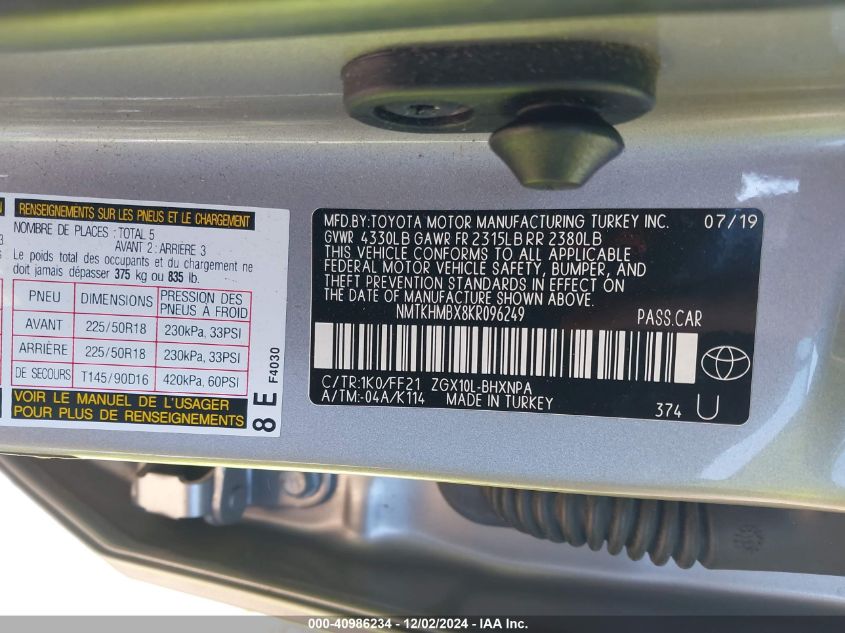 RENSEIGNEMENTS SUR LES PNEUS ET LE CHARGEMENT
NOMBRE DE PLACES : TOTAL 5
AVANT 2 : ARRIÈRE 3
Le poids total des occupants et du chargement ne
doit jamais dépasser 375 kg ou 835 lb.
PNEU DIMENSIONS PRESSION DES PNEUS À FROID
AVANT 225/50R18 230kPa, 33PSI
ARRIÈRE 225/50R18 230kPa, 33PSI
DE SECOURS T145/90D16 420kPa, 60PSI
VOIR LE MANUEL DE L'USAGER
POUR PLUS DE RENSEIGNEMENTS
8 E F4030
MFD.BY:TOYOTA MOTOR MANUFACTURING TURKEY INC. 07/19
GVWR 4330LB GAWR FR 2315LB RR 2380LB
THIS VEHICLE CONFORMS TO ALL APPLICABLE
FEDERAL MOTOR VEHICLE SAFETY, BUMPER, AND
THEFT PREVENTION STANDARDS IN EFFECT ON
THE DATE OF MANUFACTURE SHOWN ABOVE.
NMTKHMBX8KR096249 PASS.CAR
C/TR:1K0/FF21 ZGX10L-BHXNPA
A/TM:-04A/K114 MADE IN TURKEY
374 U
000-40986234 - 12/02/2024 - IAA Inc.